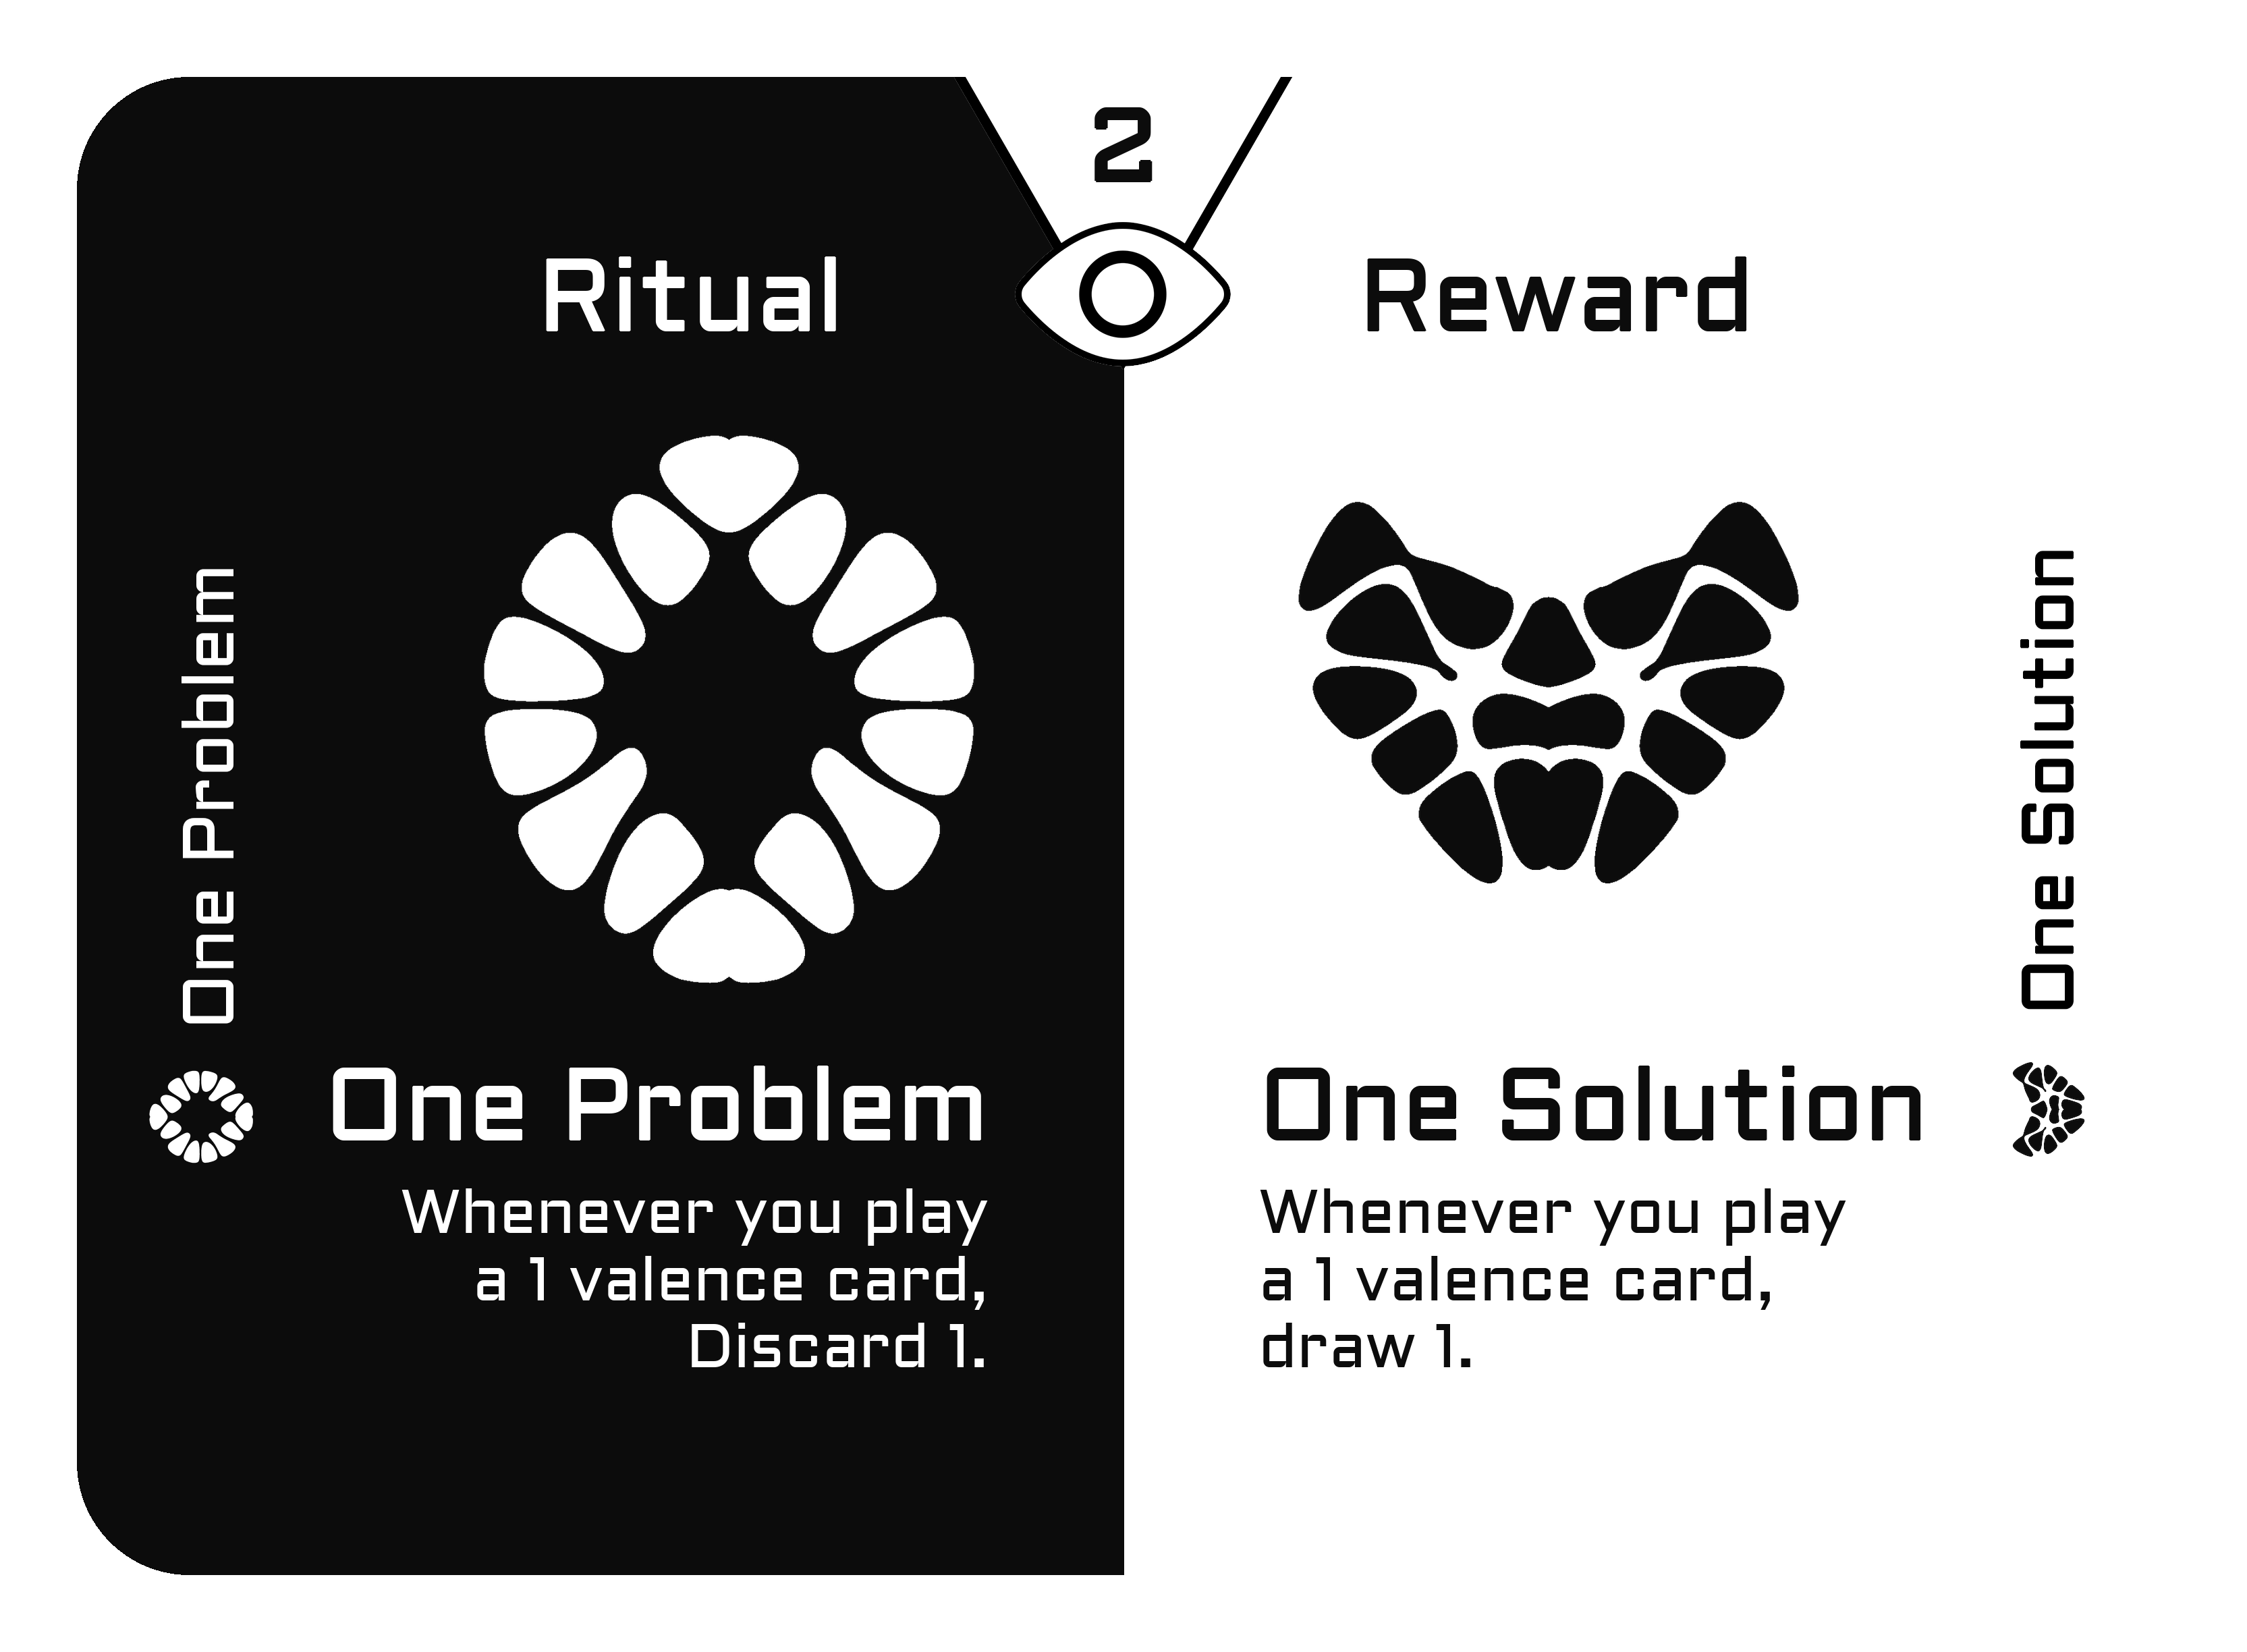 2
Ritual
One Problem
One Problem
Whenever you play
a 1 valence card,
Discard 1.
Reward
One Solution
Whenever you play
a 1 valence card,
draw 1.
One Solution